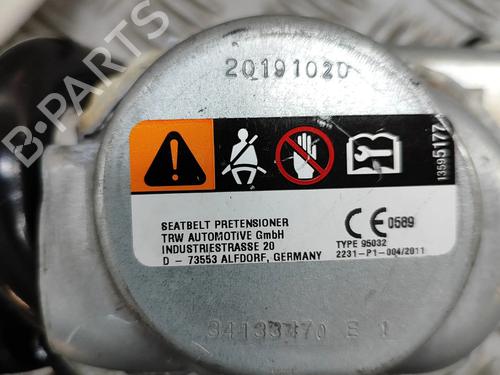 20191020
B-PARTS
13595177
SEATBELT PRETENSIONER
TRW AUTOMOTIVE GmbH
INDUSTRIESTRASSE 20
D - 73553 ALFDORF, GERMANY
CE 0589
TYPE 95032
2231-P1-004/2011
34133470 E 1